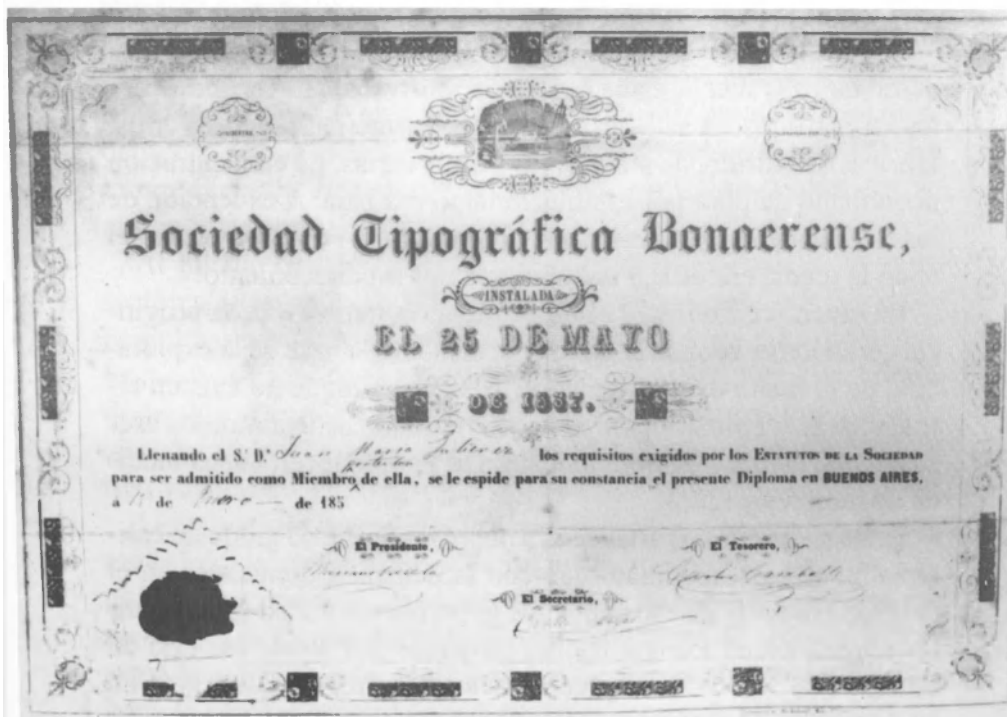 Sociedad Tipográfica Bonaerense,
INSTALADA
EL 25 DE MAYO
DE 1857.
Llenando el S.r D.n Juan Maria Gutierrez los requisitos exigidos por los ESTATUTOS DE LA SOCIEDAD
Protector
para ser admitido como Miembro de ella, se le espide para su constancia el presente Diploma en BUENOS AIRES,
a de Enero de 185
El Presidente,
El Tesorero,
El Secretario,